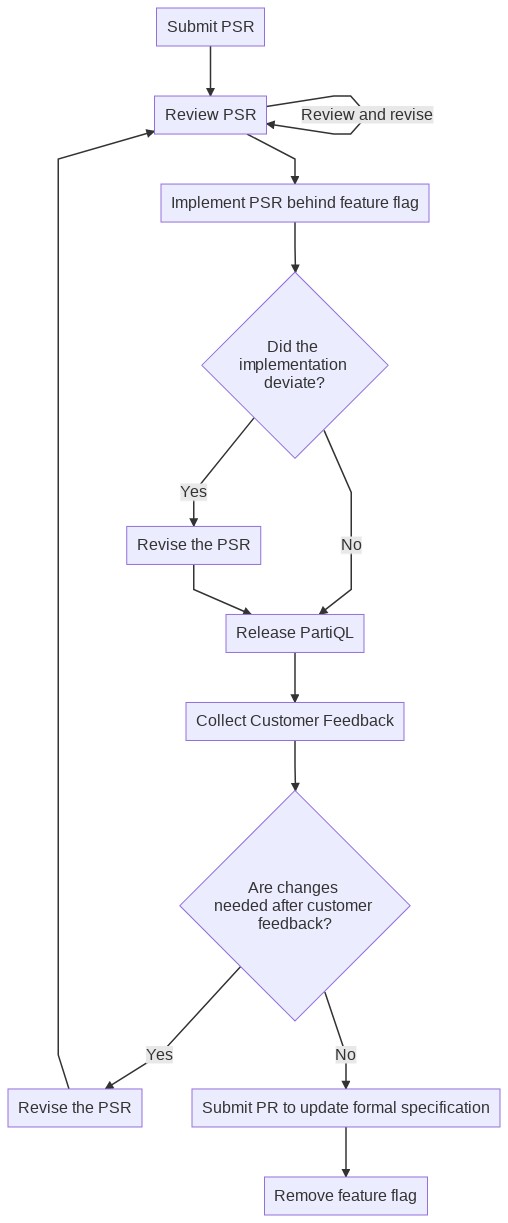 Submit PSR
Review PSR
Review and revise
Implement PSR behind feature flag
Did the
implementation
deviate?
Yes
Revise the PSR
No
Release PartiQL
Collect Customer Feedback
Are changes
needed after customer
feedback?
Yes
No
Revise the PSR
Submit PR to update formal specification
Remove feature flag